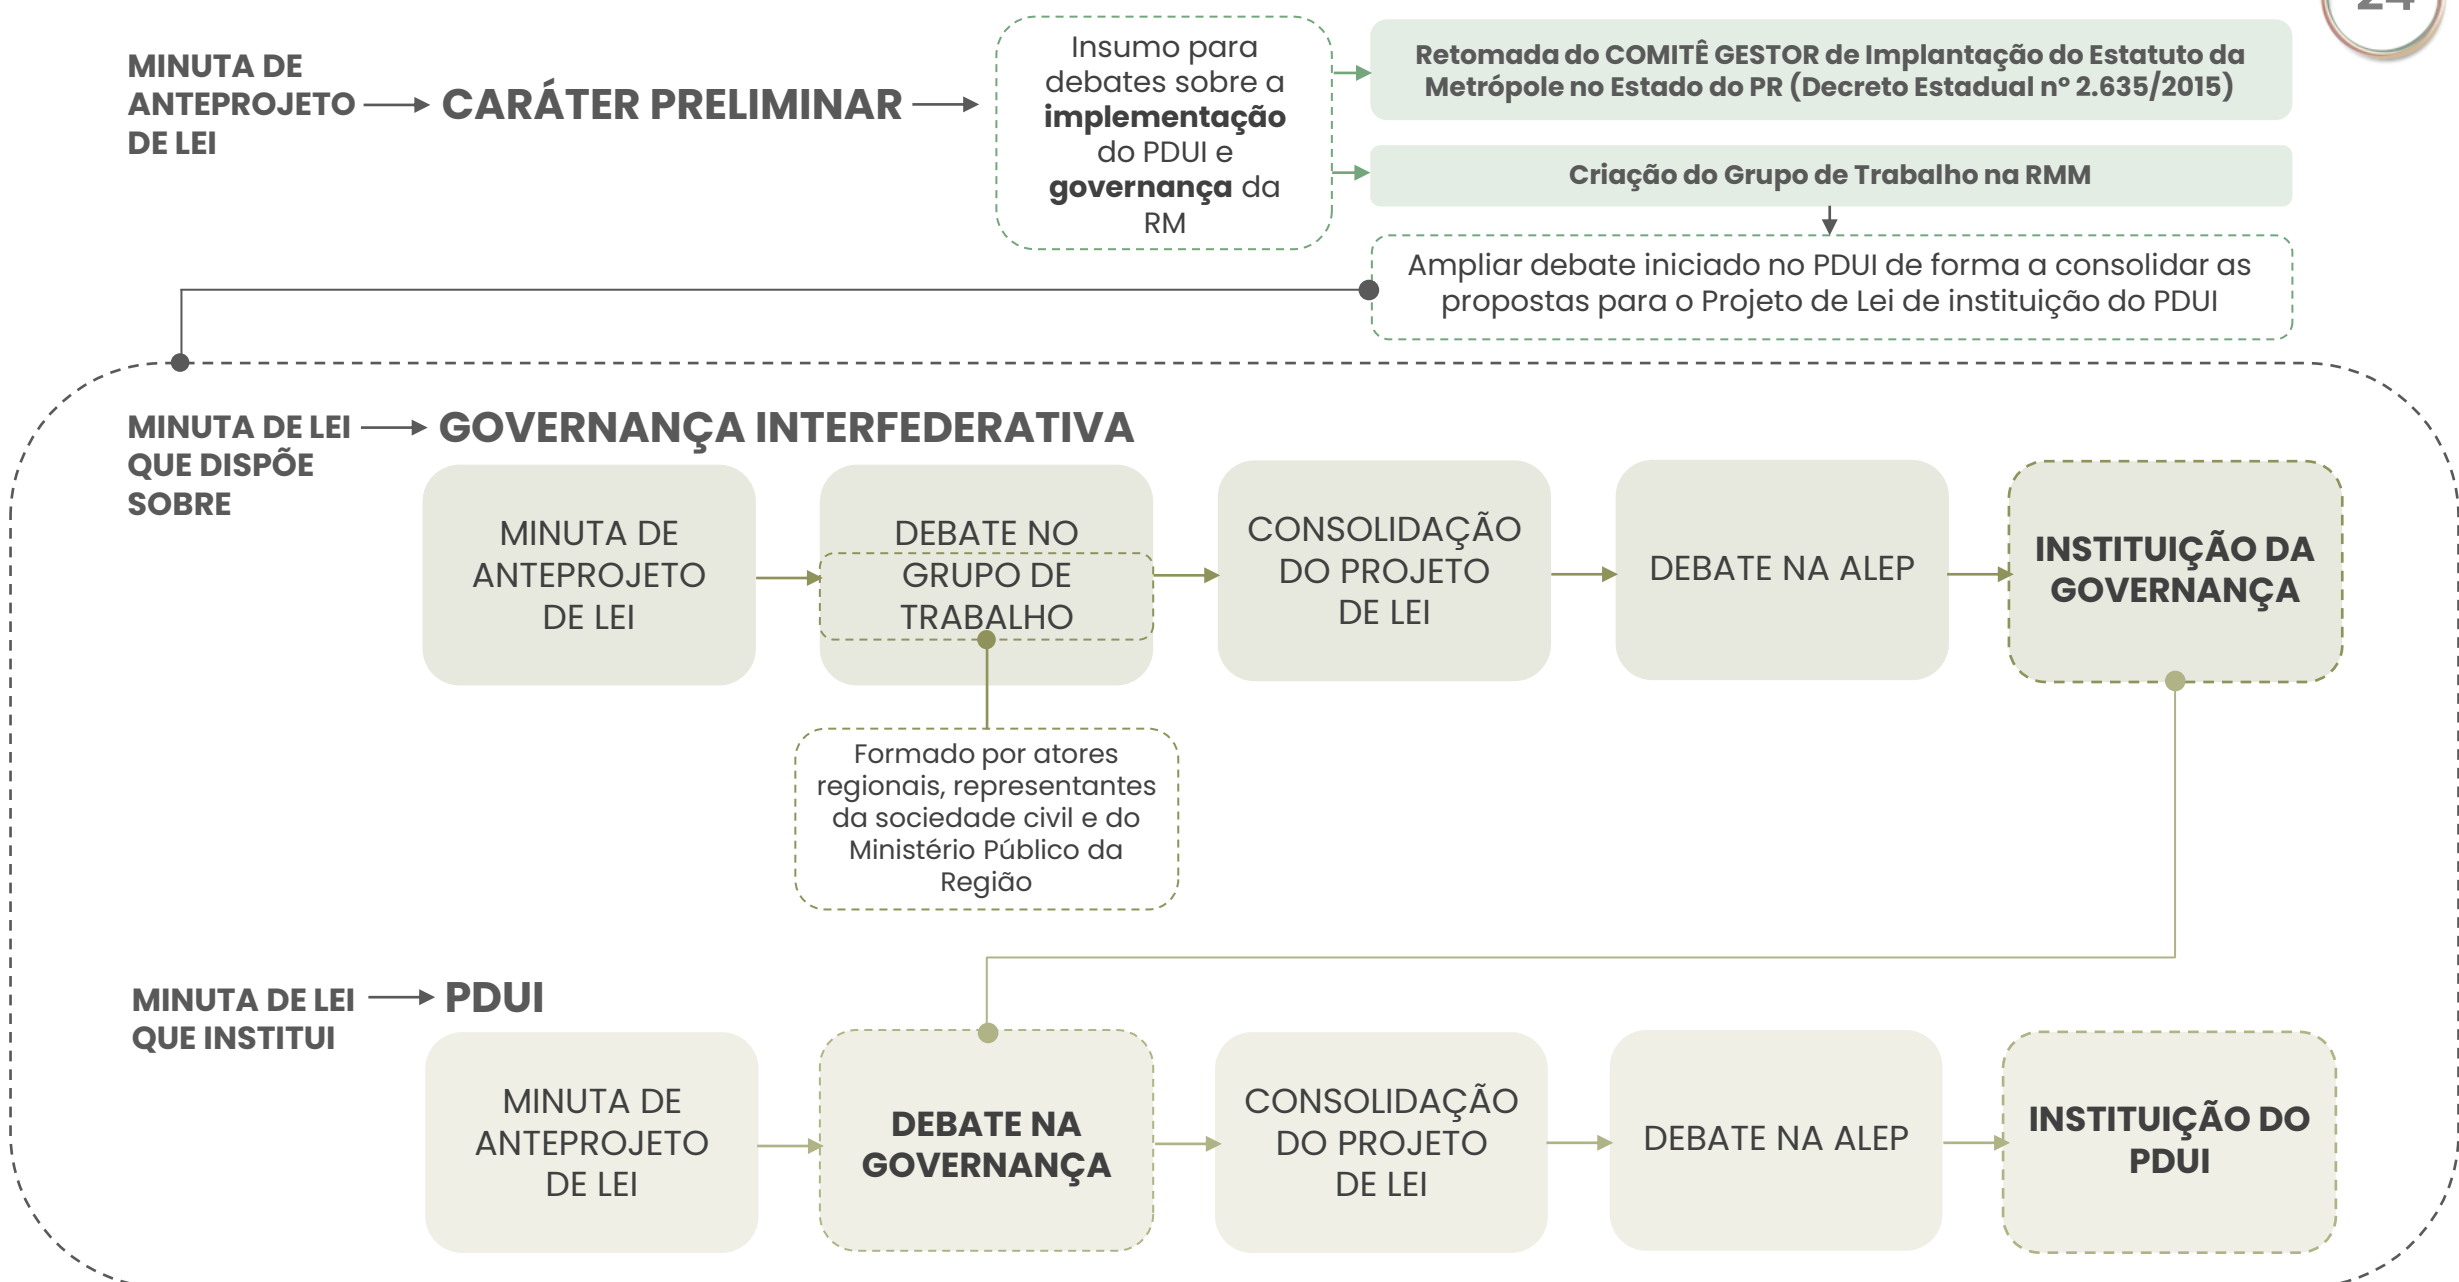 MINUTA DE
ANTEPROJETO
DE LEI
CARÁTER PRELIMINAR
Insumo para
debates sobre a
implementação
do PDUI e
governança da
RM
Retomada do COMITÊ GESTOR de Implantação do Estatuto da
Metrópole no Estado do PR (Decreto Estadual nº 2.635/2015)
Criação do Grupo de Trabalho na RMM
Ampliar debate iniciado no PDUI de forma a consolidar as
propostas para o Projeto de Lei de instituição do PDUI
MINUTA DE LEI
QUE DISPÕE
SOBRE
GOVERNANÇA INTERFEDERATIVA
MINUTA DE
ANTEPROJETO
DE LEI
DEBATE NO
GRUPO DE
TRABALHO
CONSOLIDAÇÃO
DO PROJETO
DE LEI
DEBATE NA ALEP
INSTITUIÇÃO DA
GOVERNANÇA
Formado por atores
regionais, representantes
da sociedade civil e do
Ministério Público da
Região
MINUTA DE LEI
QUE INSTITUI
PDUI
MINUTA DE
ANTEPROJETO
DE LEI
DEBATE NA
GOVERNANÇA
CONSOLIDAÇÃO
DO PROJETO
DE LEI
DEBATE NA ALEP
INSTITUIÇÃO DO
PDUI